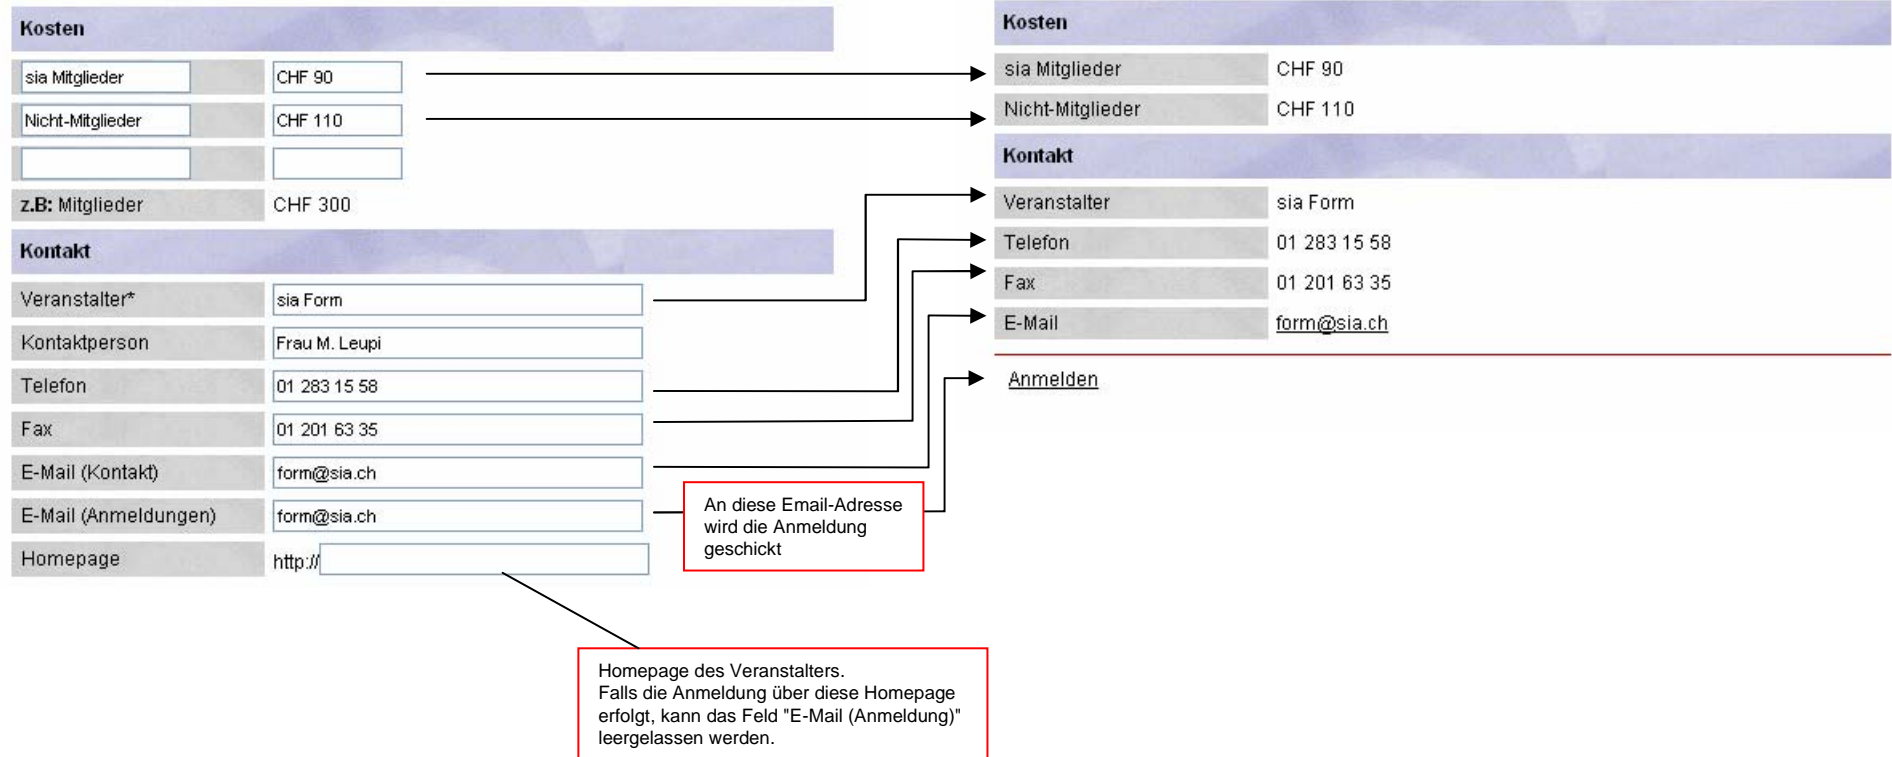 Kosten
sia Mitglieder CHF 90
Nicht-Mitglieder CHF 110
z.B: Mitglieder CHF 300
Kontakt
Veranstalter* sia Form
Kontaktperson Frau M. Leupi
Telefon 01 283 15 58
Fax 01 201 63 35
E-Mail (Kontakt) form@sia.ch
E-Mail (Anmeldungen) form@sia.ch
Homepage http://
An diese Email-Adresse
wird die Anmeldung
geschickt
Homepage des Veranstalters.
Falls die Anmeldung über diese Homepage
erfolgt, kann das Feld "E-Mail (Anmeldung)"
leergelassen werden.
Kosten
sia Mitglieder CHF 90
Nicht-Mitglieder CHF 110
Kontakt
Veranstalter sia Form
Telefon 01 283 15 58
Fax 01 201 63 35
E-Mail form@sia.ch
Anmelden